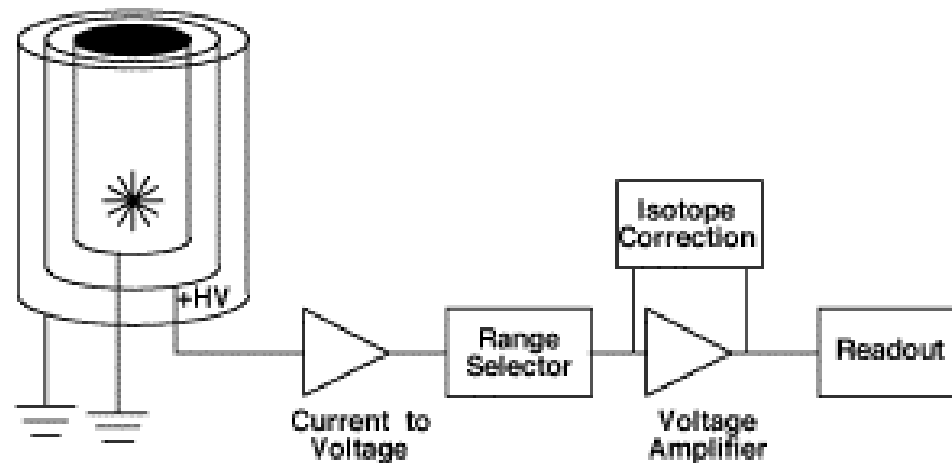 +HV
Isotope
Correction
Range
Selector
Readout
Current to
Voltage
Voltage
Amplifier